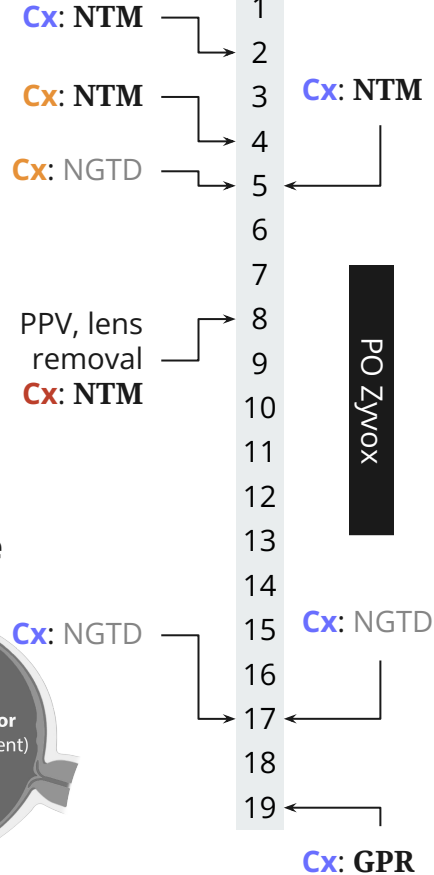 Cx: NTM
Cx: NTM
Cx: NGTD
PPV, lens
removal
Cx: NTM
Cx: NGTD
1
2
3
4
5
6
7
8
9
10
11
12
13
14
15
16
17
18
19
Cx: NTM
PO Zyvox
Cx: NGTD
Cx: GPR